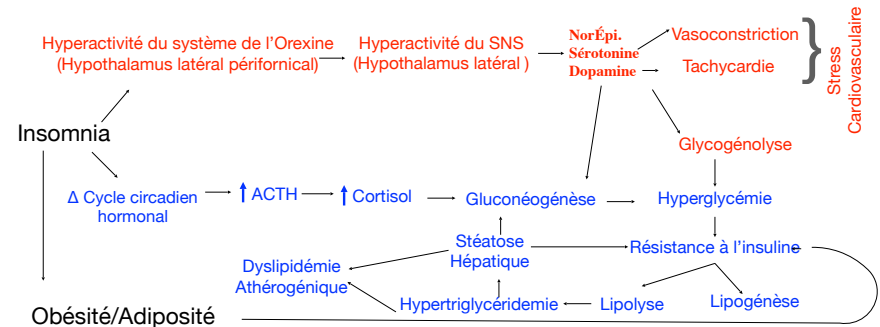 Hyperactivité du système de l'Orexine
(Hypothalamus latéral périfornical)
Hyperactivité du SNS
(Hypothalamus latéral )
NorÉpi.
Sérotonine
Dopamine
Vasoconstriction
Tachycardie
Stress
Cardiovasculaire
Insomnia
Glycogénolyse
Δ Cycle circadien
hormonal
ACTH
Cortisol
Gluconéogénèse
Hyperglycémie
Stéatose
Hépatique
Résistance à l'insuline
Dyslipidémie
Athérogénique
Hypertriglyceridemie
Lipolyse
Lipogénèse
Obésité/Adiposité